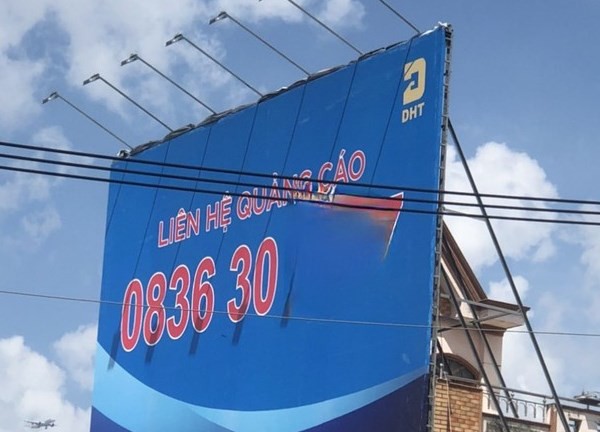 DHT
LIÊN HỆ QUẢNG CÁO
0836 30